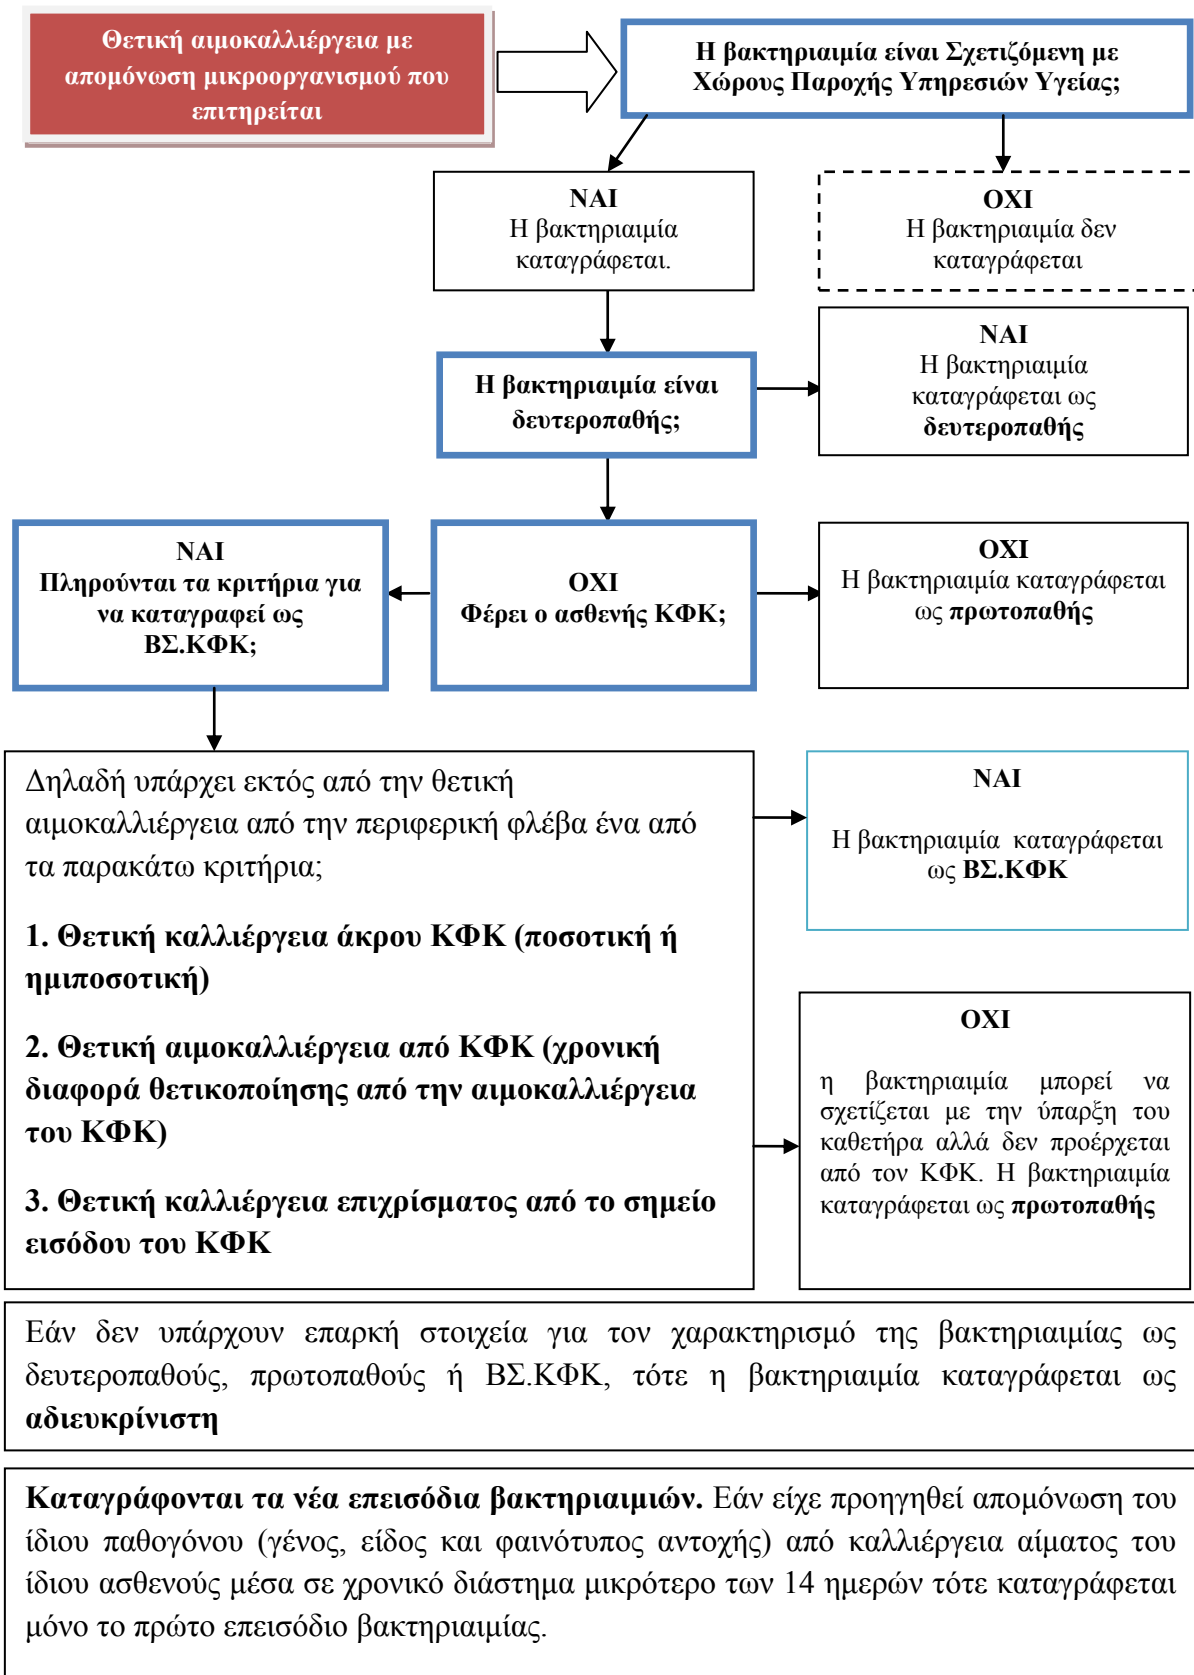 Θετική αιμοκαλλιέργεια με
απομόνωση μικροοργανισμού που
επιτηρείται
Η βακτηριαιμία είναι Σχετιζόμενη με
Χώρους Παροχής Υπηρεσιών Υγείας;
ΝΑΙ
Η βακτηριαιμία
καταγράφεται.
ΟΧΙ
Η βακτηριαιμία δεν
καταγράφεται
Η βακτηριαιμία είναι
δευτεροπαθής;
ΝΑΙ
Η βακτηριαιμία
καταγράφεται ως
δευτεροπαθής
ΝΑΙ
Πληρούνται τα κριτήρια για
να καταγραφεί ως
ΒΣ.ΚΦΚ;
ΟΧΙ
Φέρει ο ασθενής ΚΦΚ;
ΟΧΙ
Η βακτηριαιμία καταγράφεται
ως πρωτοπαθής
Δηλαδή υπάρχει εκτός από την θετική
αιμοκαλλιέργεια από την περιφερική φλέβα ένα από
τα παρακάτω κριτήρια;
1. Θετική καλλιέργεια άκρου ΚΦΚ (ποσοτική ή
ημιποσοτική)
2. Θετική αιμοκαλλιέργεια από ΚΦΚ (χρονική
διαφορά θετικοποίησης από την αιμοκαλλιέργεια
του ΚΦΚ)
3. Θετική καλλιέργεια επιχρίσματος από το σημείο
εισόδου του ΚΦΚ
ΝΑΙ
Η βακτηριαιμία καταγράφεται
ως ΒΣ.ΚΦΚ
ΟΧΙ
η βακτηριαιμία μπορεί να
σχετίζεται με την ύπαρξη του
καθετήρα αλλά δεν προέρχεται
από τον ΚΦΚ. Η βακτηριαιμία
καταγράφεται ως πρωτοπαθής
Εάν δεν υπάρχουν επαρκή στοιχεία για τον χαρακτηρισμό της βακτηριαιμίας ως
δευτεροπαθούς, πρωτοπαθούς ή ΒΣ.ΚΦΚ, τότε η βακτηριαιμία καταγράφεται ως
αδιευκρίνιστη
Καταγράφονται τα νέα επεισόδια βακτηριαιμιών. Εάν είχε προηγηθεί απομόνωση του
ίδιου παθογόνου (γένος, είδος και φαινότυπος αντοχής) από καλλιέργεια αίματος του
ίδιου ασθενούς μέσα σε χρονικό διάστημα μικρότερο των 14 ημερών τότε καταγράφεται
μόνο το πρώτο επεισόδιο βακτηριαιμίας.